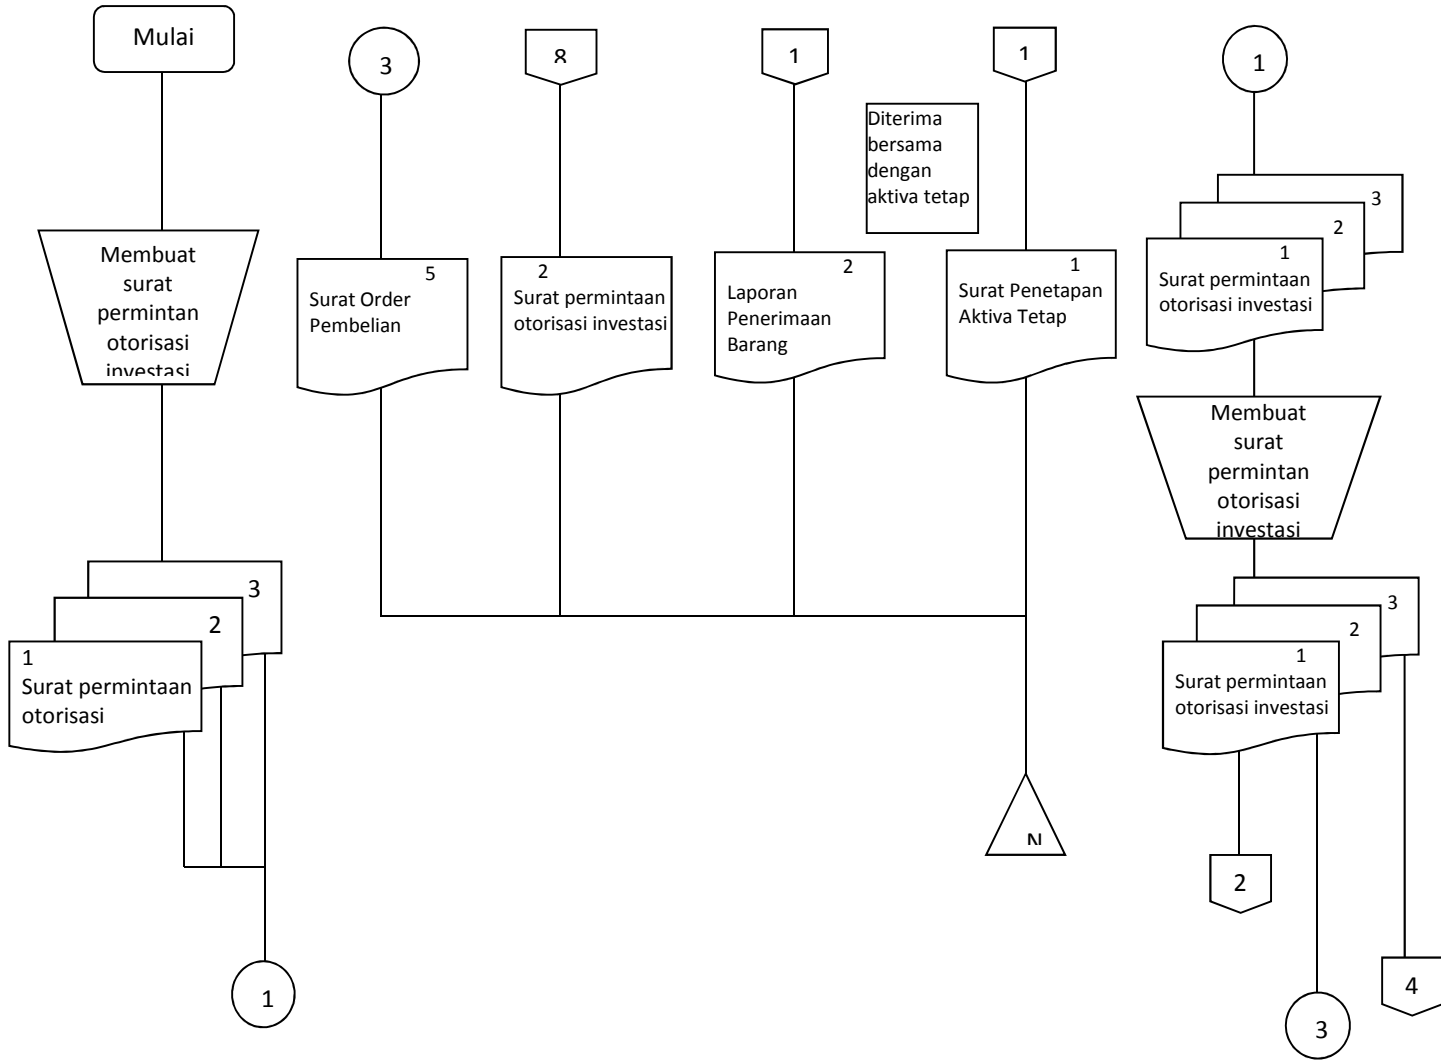 Mulai
3
8
1
1
1
Diterima
bersama
dengan
aktiva tetap
Membuat
surat
permintan
otorisasi
investasi
5
Surat Order
Pembelian
2
Surat permintaan
otorisasi investasi
2
Laporan
Penerimaan
Barang
1
Surat Penetapan
Aktiva Tetap
3
2
1
Surat permintaan
otorisasi investasi
Membuat
surat
permintan
otorisasi
investasi
3
2
1
Surat permintaan
otorisasi
3
2
1
Surat permintaan
otorisasi investasi
N
2
4
1
3